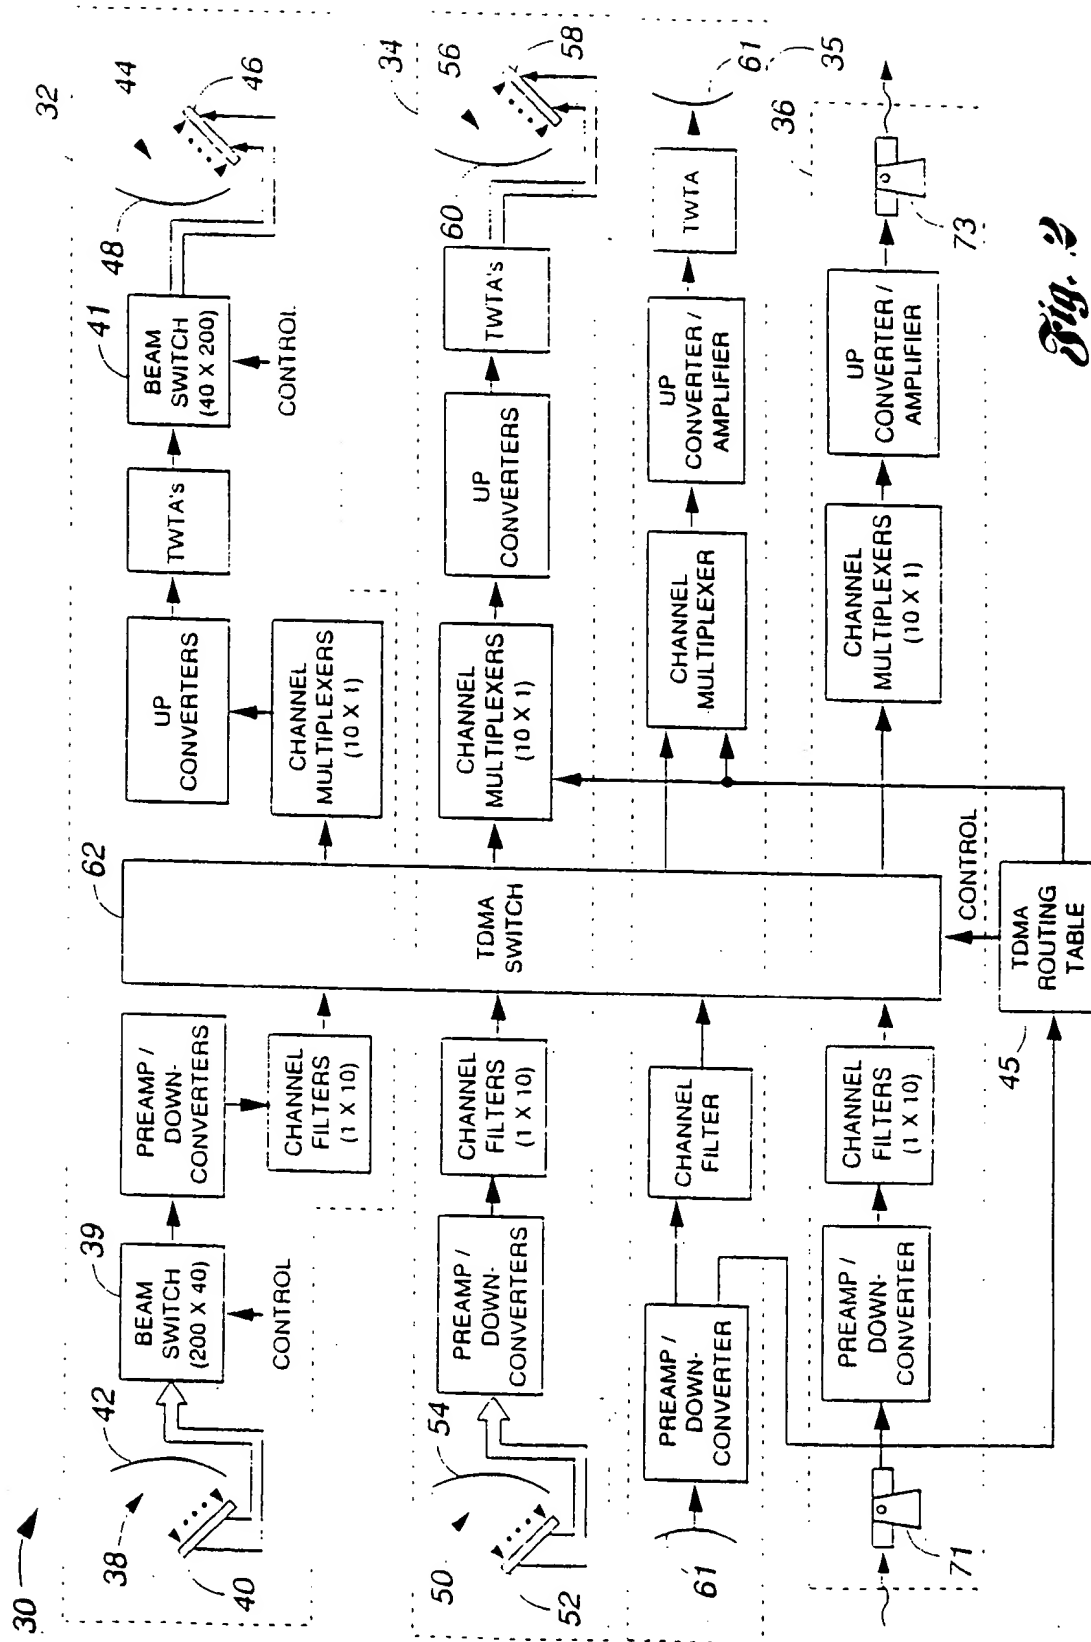 30
32
38
40
42
39
BEAM
SWITCH
(200 X 40)
CONTROL
PREAMP /
DOWN-
CONVERTERS
CHANNEL
FILTERS
(1 X 10)
62
TDMA
SWITCH
CHANNEL
MULTIPLEXERS
(10 X 1)
UP
CONVERTERS
TWTA's
41
BEAM
SWITCH
(40 X 200)
CONTROL
48
44
46
50
52
54
PREAMP /
DOWN-
CONVERTERS
CHANNEL
FILTERS
(1 X 10)
CHANNEL
MULTIPLEXERS
(10 X 1)
UP
CONVERTERS
TWTA's
60
34
56
58
61
PREAMP /
DOWN-
CONVERTER
CHANNEL
FILTER
CHANNEL
MULTIPLEXER
UP
CONVERTER /
AMPLIFIER
TWTA
61
35
71
PREAMP /
DOWN-
CONVERTER
CHANNEL
FILTERS
(1 X 10)
CHANNEL
MULTIPLEXERS
(10 X 1)
UP
CONVERTER /
AMPLIFIER
36
73
45
TDMA
ROUTING
TABLE
CONTROL
Fig. 2